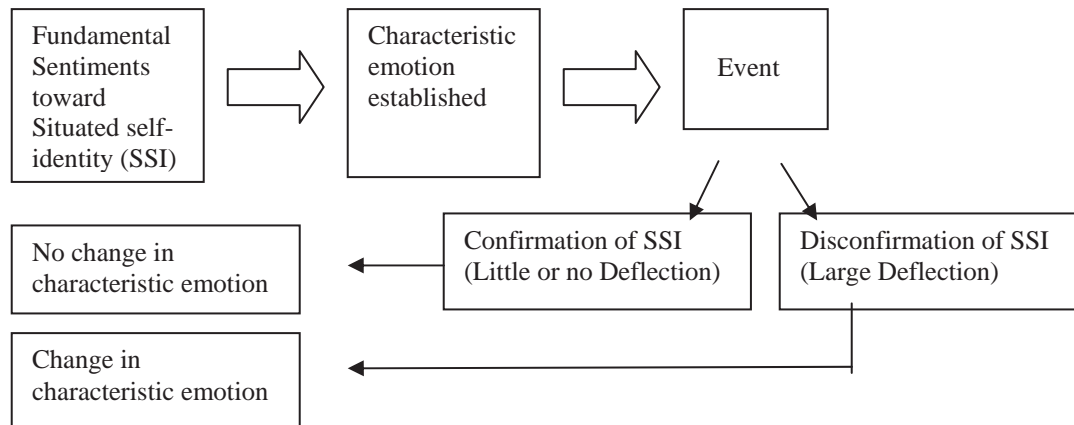 Fundamental
Sentiments
toward
Situated self-
identity (SSI)
Characteristic
emotion
established
Event
Confirmation of SSI
(Little or no Deflection)
Disconfirmation of SSI
(Large Deflection)
No change in
characteristic emotion
Change in
characteristic emotion